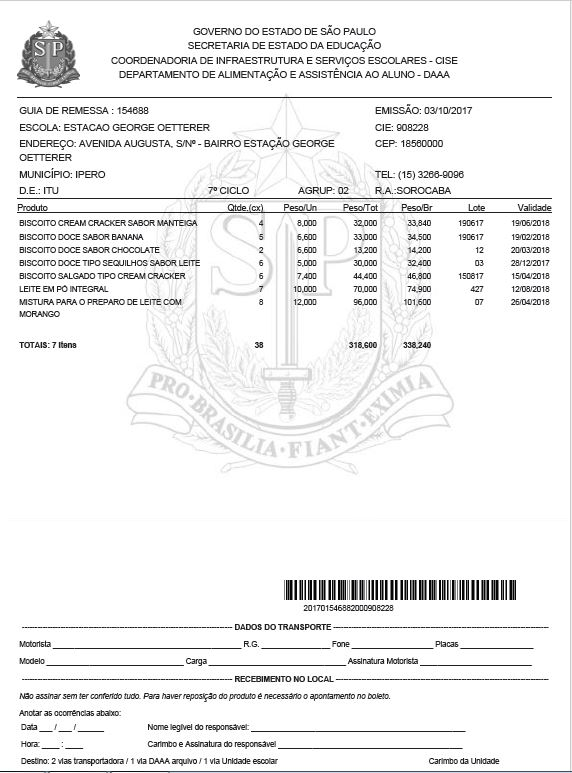 GOVERNO DO ESTADO DE SÃO PAULO
SECRETARIA DE ESTADO DA EDUCAÇÃO
COORDENADORIA DE INFRAESTRUTURA E SERVIÇOS ESCOLARES - CISE
DEPARTAMENTO DE ALIMENTAÇÃO E ASSISTÊNCIA AO ALUNO - DAAA
SP
GUIA DE REMESSA : 154688 EMISSÃO: 03/10/2017
ESCOLA: ESTACAO GEORGE OETTERER CIE: 908228
ENDEREÇO: AVENIDA AUGUSTA, S/Nº - BAIRRO ESTAÇÃO GEORGE CEP: 18560000
OETTERER
MUNICÍPIO: IPERO TEL: (15) 3266-9096
D.E.: ITU 7º CICLO AGRUP: 02 R.A.:SOROCABA
Produto Qtde.(cx) Peso/Un Peso/Tot Peso/Br Lote Validade
BISCOITO CREAM CRACKER SABOR MANTEIGA 4 8,000 32,000 33,840 190617 19/06/2018
BISCOITO DOCE SABOR BANANA 5 6,600 33,000 34,500 190617 19/02/2018
BISCOITO DOCE SABOR CHOCOLATE 2 6,600 13,200 14,200 12 20/03/2018
BISCOITO DOCE TIPO SEQUILHOS SABOR LEITE 6 5,000 30,000 32,400 03 28/12/2017
BISCOITO SALGADO TIPO CREAM CRACKER 6 7,400 44,400 46,800 150817 15/04/2018
LEITE EM PÓ INTEGRAL 7 10,000 70,000 74,900 427 12/08/2018
MISTURA PARA O PREPARO DE LEITE COM 8 12,000 96,000 101,600 07 26/04/2018
MORANGO
TOTAIS: 7 Itens 38 318,600 338,240
SP
PRO·BRASILIA·FIANT·EXIMIA
201701546882000908228
DADOS DO TRANSPORTE
Motorista ____ R.G. ____ Fone ____ Placas ____
Modelo ____ Carga ____ Assinatura Motorista ____
RECEBIMENTO NO LOCAL
Não assinar sem ter conferido tudo. Para haver reposição do produto é necessário o apontamento no boleto.
Anotar as ocorrências abaixo:
Data ___ / ___ / ______ Nome legível do responsável: ____
Hora: ____ : ____ Carimbo e Assinatura do responsável ____
Destino: 2 vias transportadora / 1 via DAAA arquivo / 1 via Unidade escolar Carimbo da Unidade